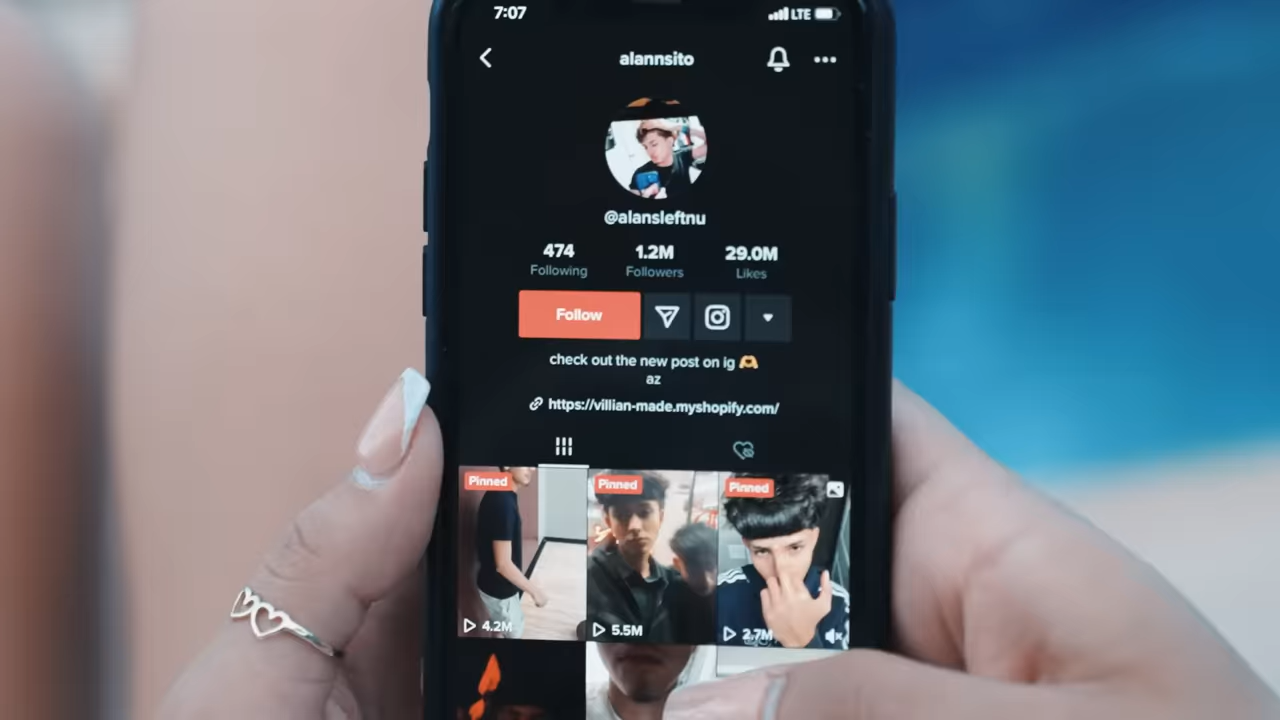 7:07 LTE
alannsito
@alansleftnu
474 1.2M 29.0M
Following Followers Likes
Follow
check out the new post on ig 🫶
az
https://villian-made.myshopify.com/
Pinned Pinned Pinned
4.2M 5.5M 2.7M